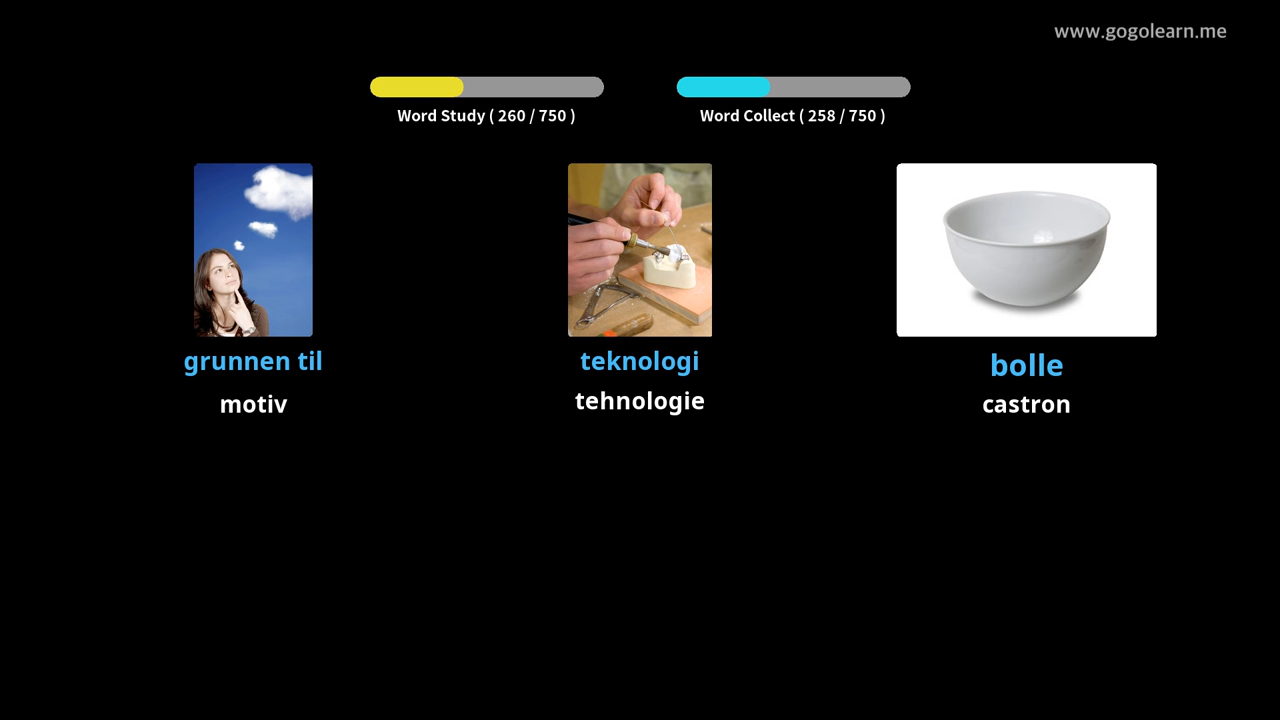 www.gogolearn.me
Word Study ( 260 / 750 )
Word Collect ( 258 / 750 )
grunnen til
motiv
teknologi
tehnologie
bolle
castron